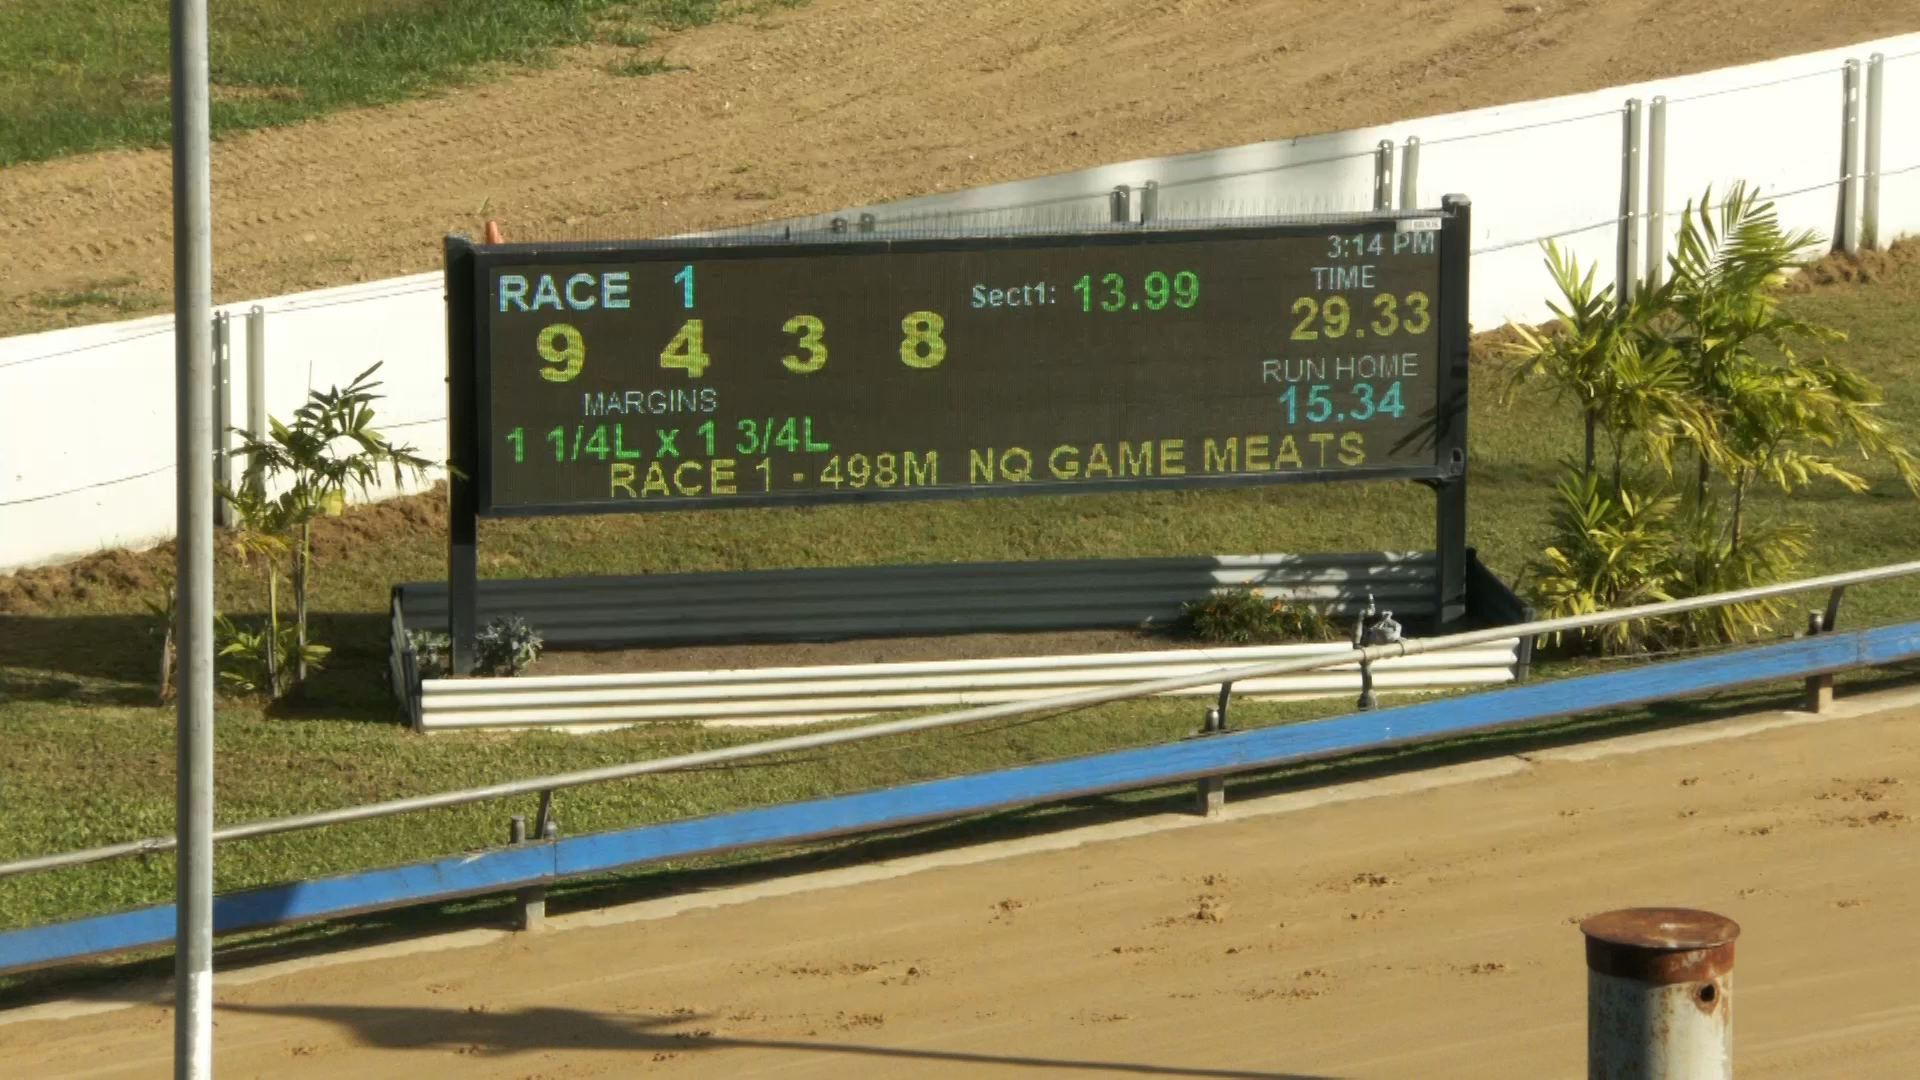 3:14 PM
RACE 1
Sect1: 13.99
TIME
29.33
9 4 3 8
RUN HOME
15.34
MARGINS
1 1/4L x 1 3/4L
RACE 1 - 498M NQ GAME MEATS